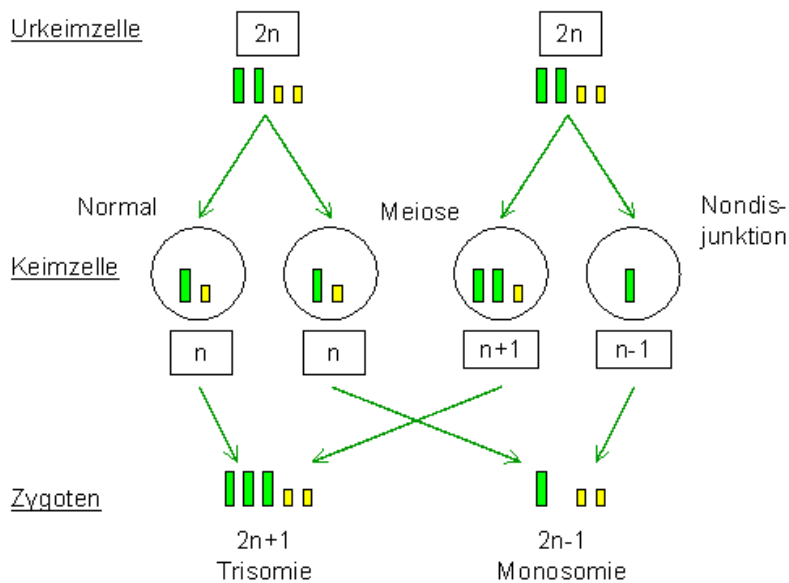 Urkeimzelle
2n
2n
Normal
Meiose
Nondis-
junktion
Keimzelle
n
n
n+1
n-1
Zygoten
2n+1
Trisomie
2n-1
Monosomie